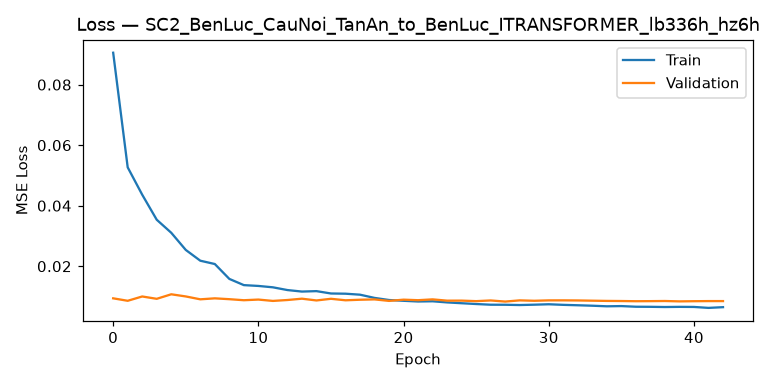 Loss — SC2_BenLuc_CauNoi_TanAn_to_BenLuc_ITRANSFORMER_lb336h_hz6h
Train
Validation
0.08
0.06
0.04
0.02
MSE Loss
0 10 20 30 40
Epoch